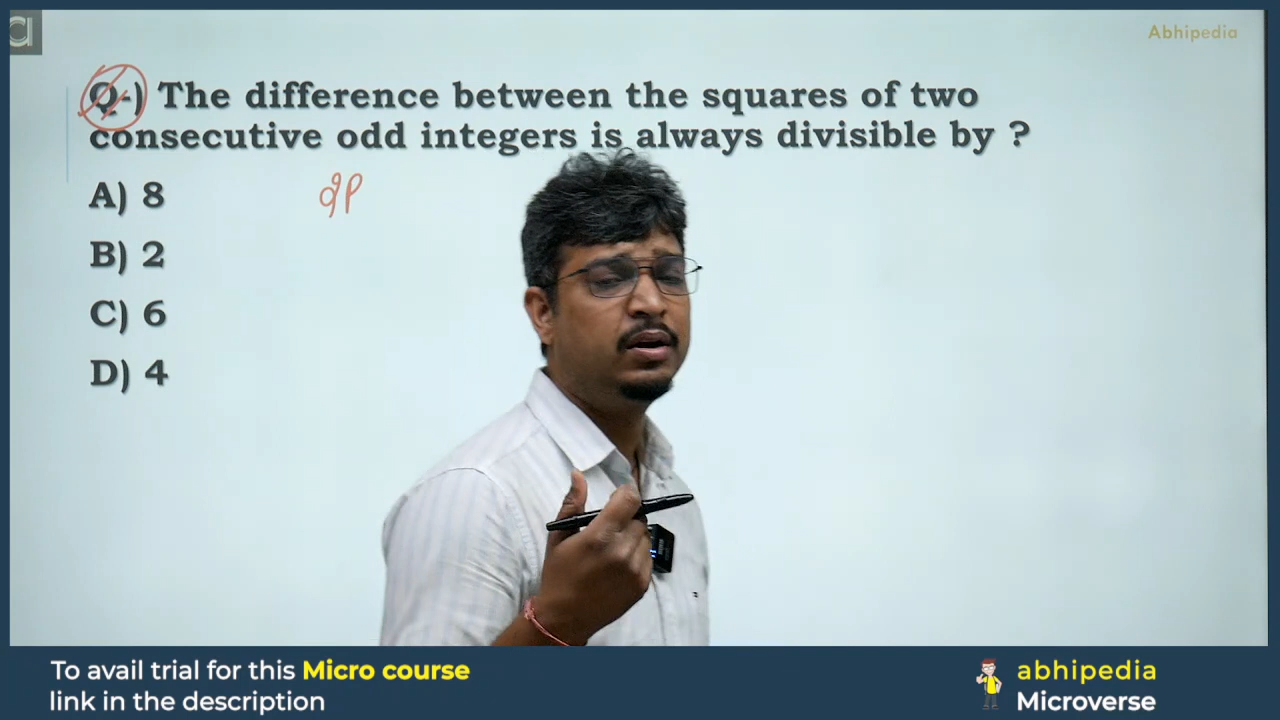 a
Abhipedia
Q-) The difference between the squares of two
consecutive odd integers is always divisible by ?
A) 8
B) 2
C) 6
D) 4
To avail trial for this Micro course
link in the description
abhipedia
Microverse